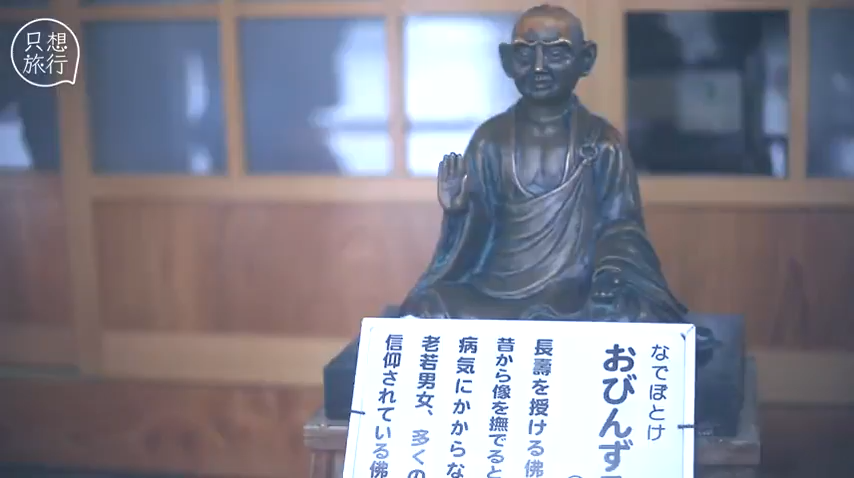 只想
旅行
なでぼとけ
おびんず
長壽を授ける佛
昔から像を撫でると
病気にかからな
老若男女、多くの
信仰されている佛